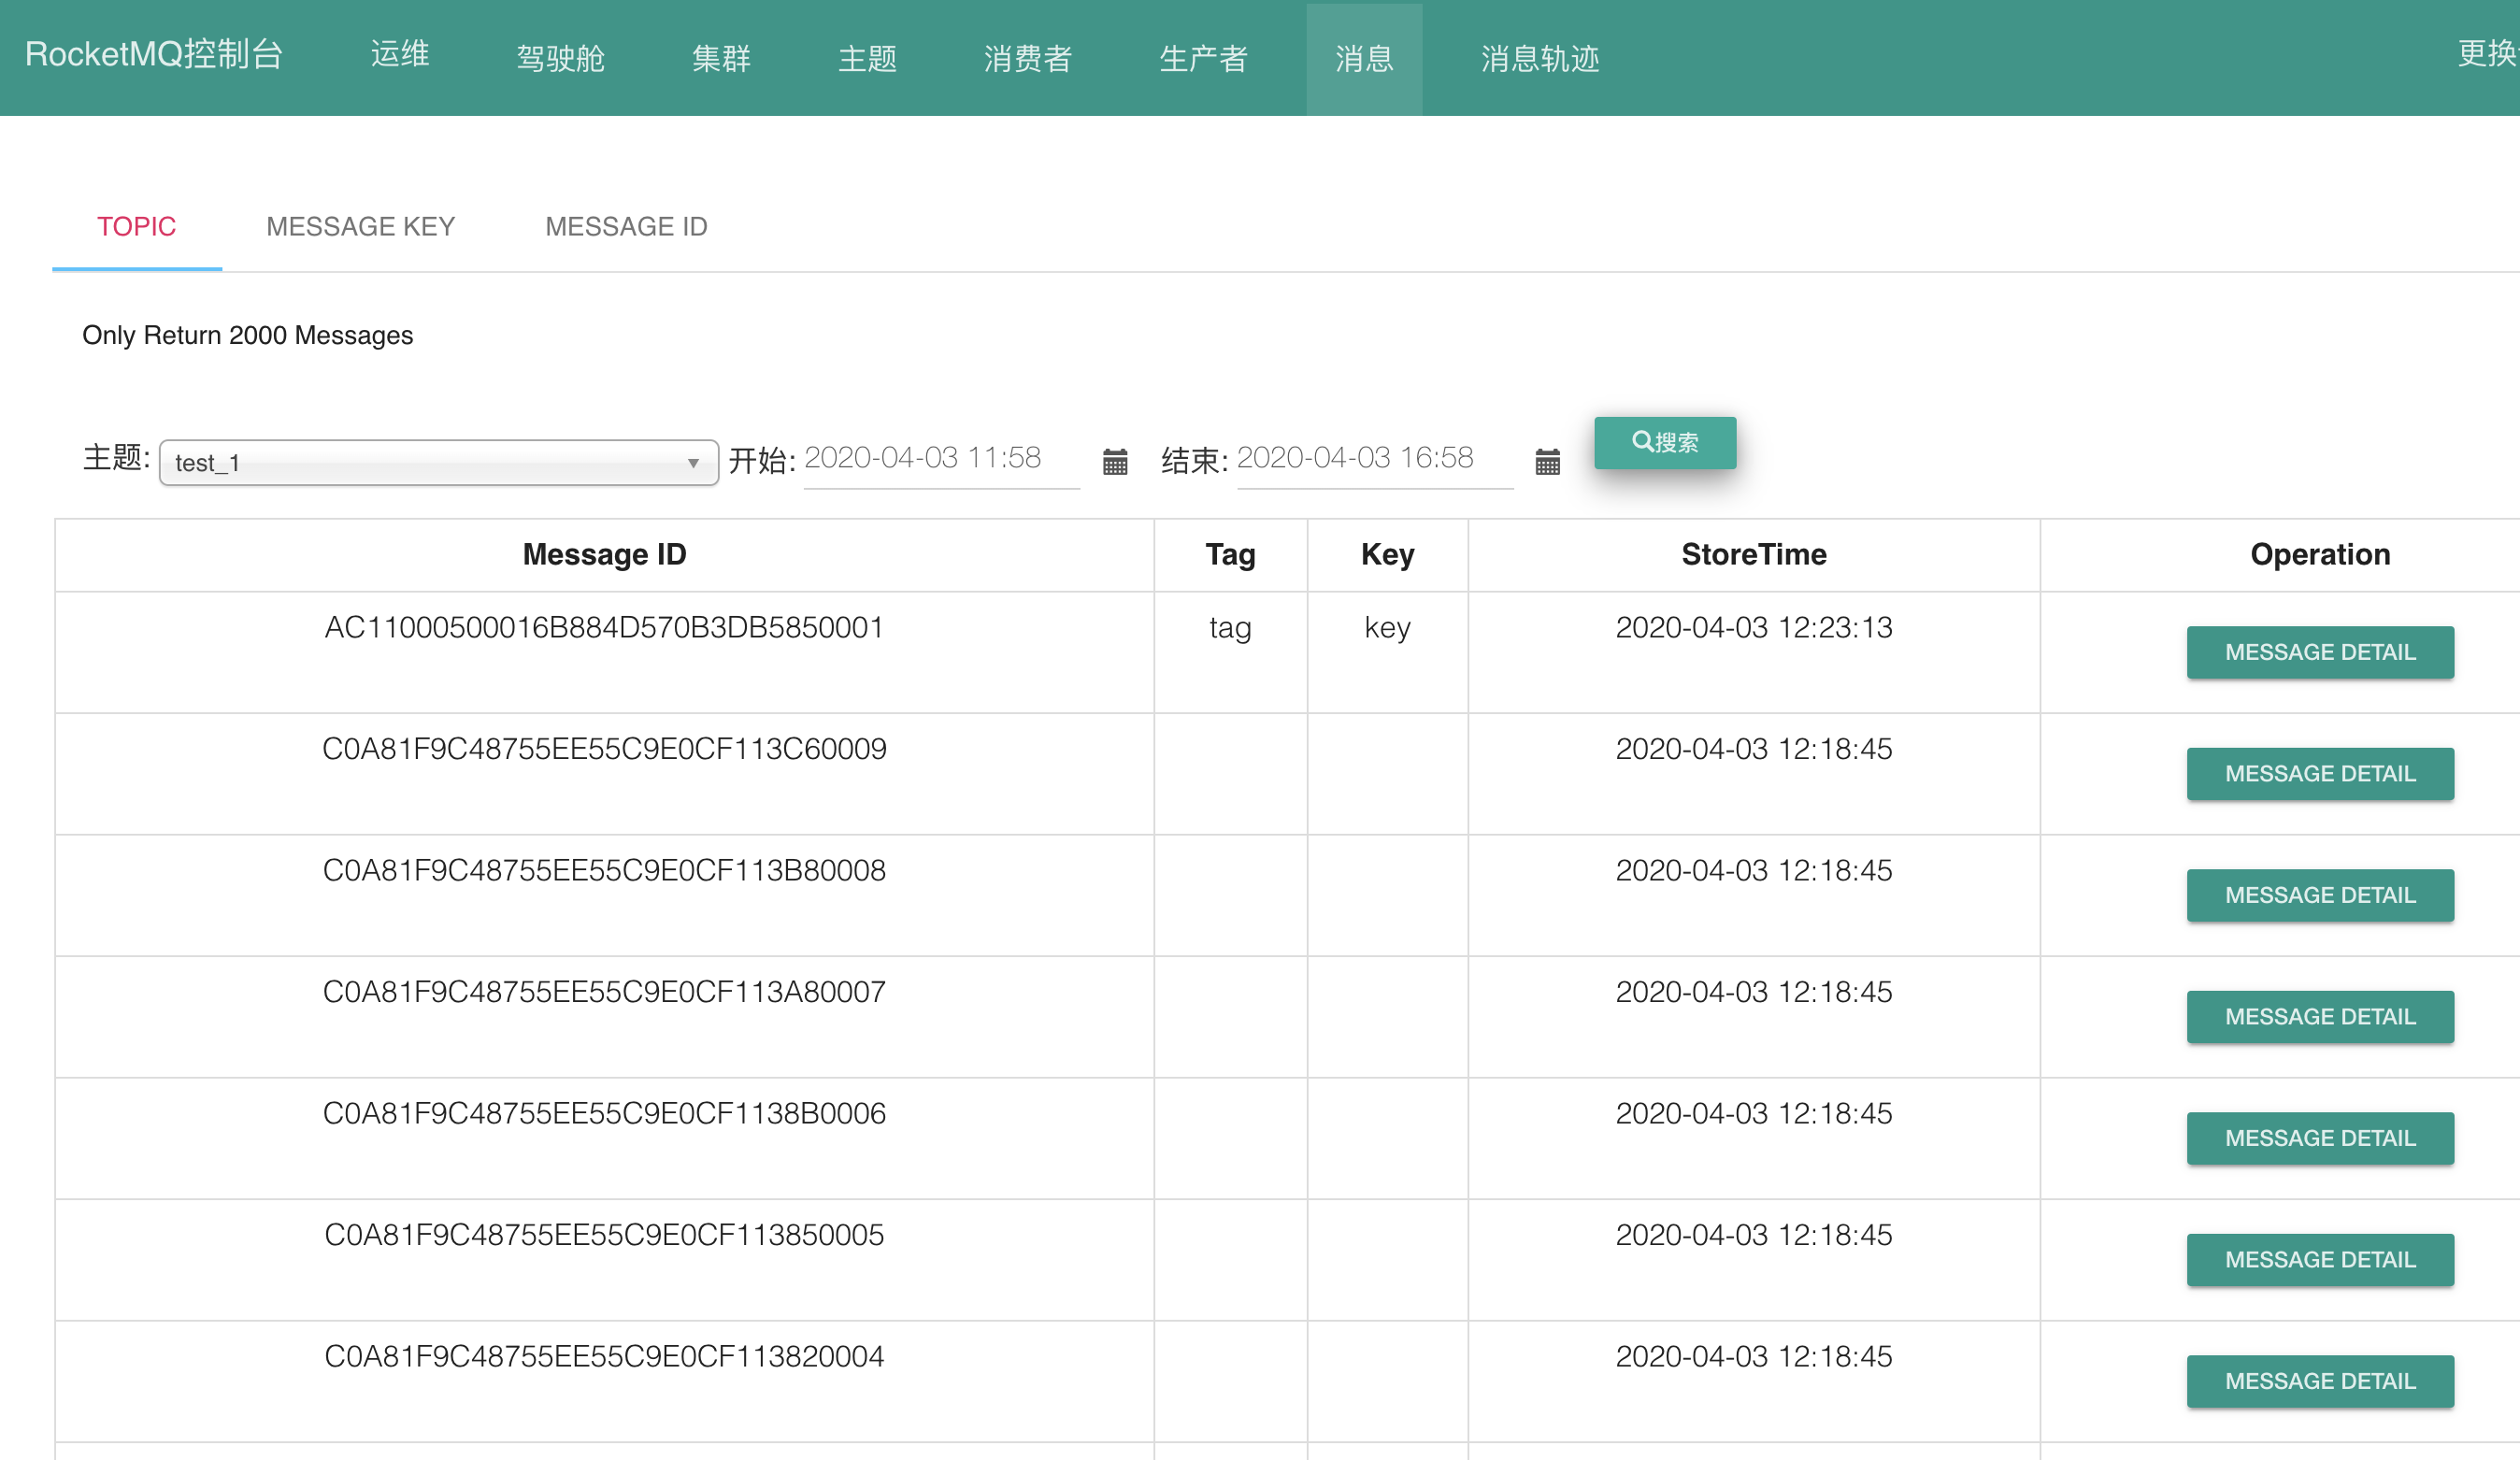 RocketMQ控制台 运维 驾驶舱 集群 主题 消费者 生产者 消息 消息轨迹 更换
TOPIC MESSAGE KEY MESSAGE ID
Only Return 2000 Messages
主题: test_1 开始: 2020-04-03 11:58 结束: 2020-04-03 16:58 搜索
Message ID Tag Key StoreTime Operation
AC11000500016B884D570B3DB5850001 tag key 2020-04-03 12:23:13 MESSAGE DETAIL
C0A81F9C48755EE55C9E0CF113C60009 2020-04-03 12:18:45 MESSAGE DETAIL
C0A81F9C48755EE55C9E0CF113B80008 2020-04-03 12:18:45 MESSAGE DETAIL
C0A81F9C48755EE55C9E0CF113A80007 2020-04-03 12:18:45 MESSAGE DETAIL
C0A81F9C48755EE55C9E0CF1138B0006 2020-04-03 12:18:45 MESSAGE DETAIL
C0A81F9C48755EE55C9E0CF113850005 2020-04-03 12:18:45 MESSAGE DETAIL
C0A81F9C48755EE55C9E0CF113820004 2020-04-03 12:18:45 MESSAGE DETAIL